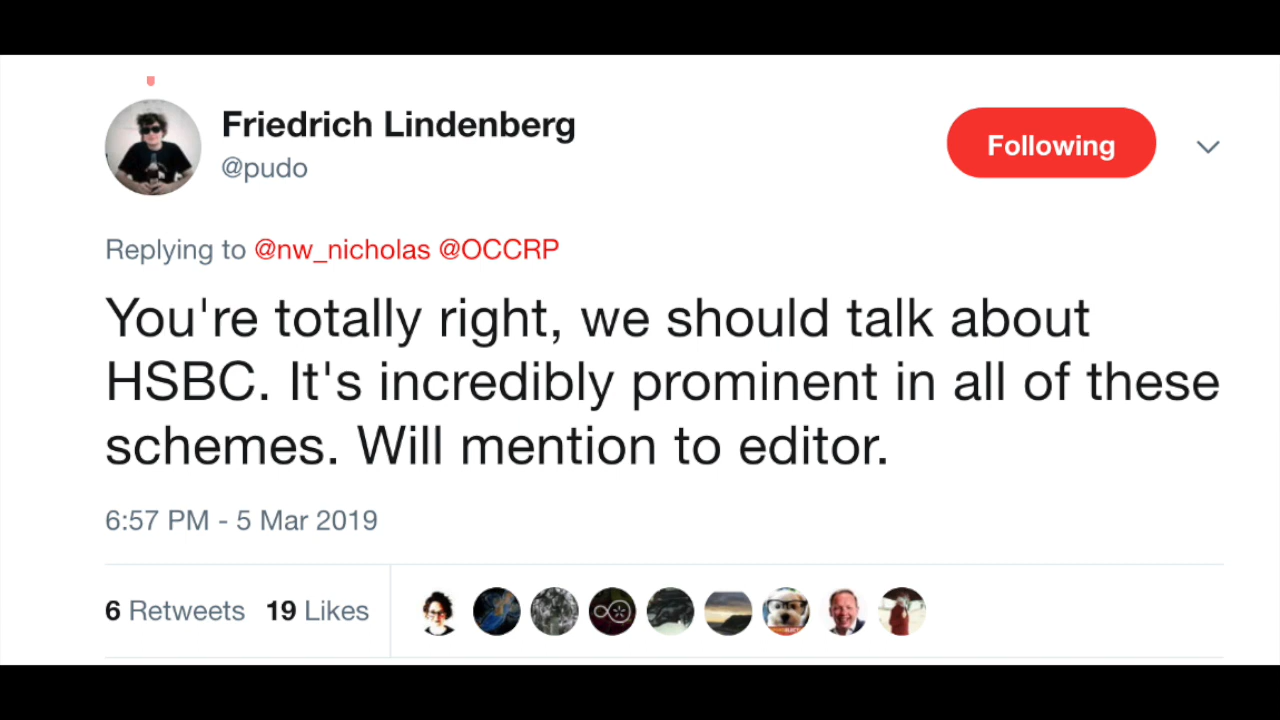 Friedrich Lindenberg
@pudo
Following
Replying to @nw_nicholas @OCCRP
You're totally right, we should talk about
HSBC. It's incredibly prominent in all of these
schemes. Will mention to editor.
6:57 PM - 5 Mar 2019
6 Retweets 19 Likes